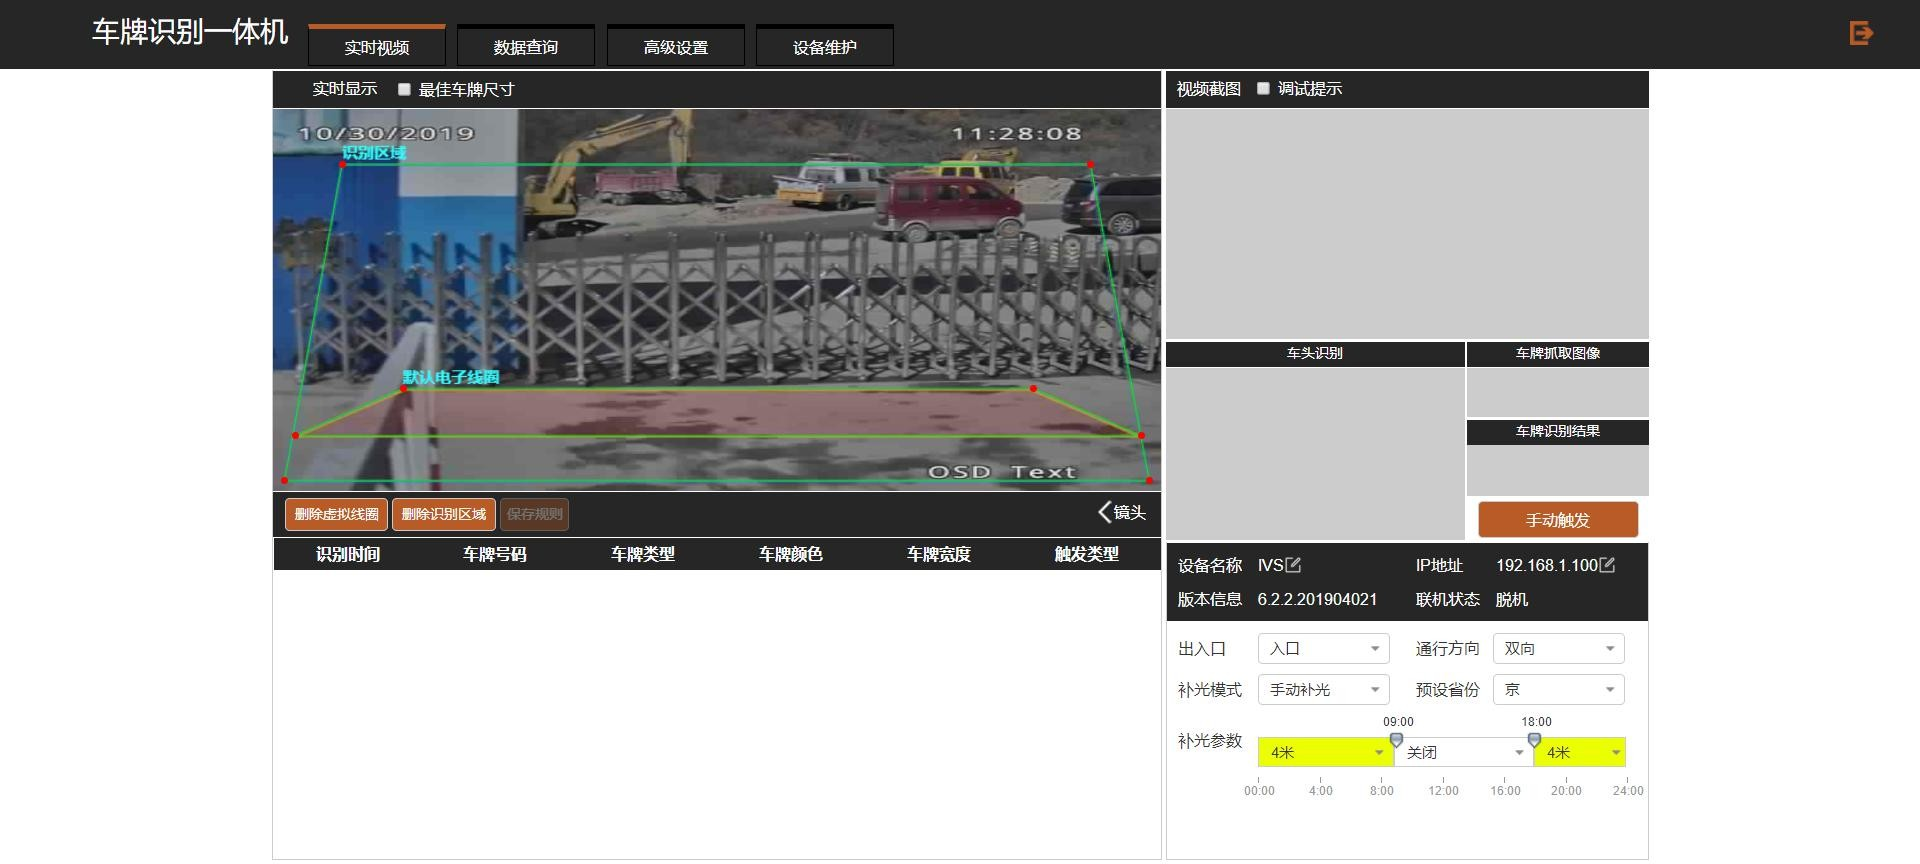 车牌识别一体机
实时视频 数据查询 高级设置 设备维护
实时显示 最佳车牌尺寸
视频截图 调试提示
10/30/2019 11:28:08
识别区域
默认电子线圈
OSD Text
删除虚拟线圈 删除识别区域 保存规则 镜头
识别时间 车牌号码 车牌类型 车牌颜色 车牌宽度 触发类型
车头识别 车牌抓取图像
车牌识别结果
手动触发
设备名称 IVS IP地址 192.168.1.100
版本信息 6.2.2.201904021 联机状态 脱机
出入口 入口 通行方向 双向
补光模式 手动补光 预设省份 京
09:00 18:00
补光参数 4米 关闭 4米
00:00 4:00 8:00 12:00 16:00 20:00 24:00